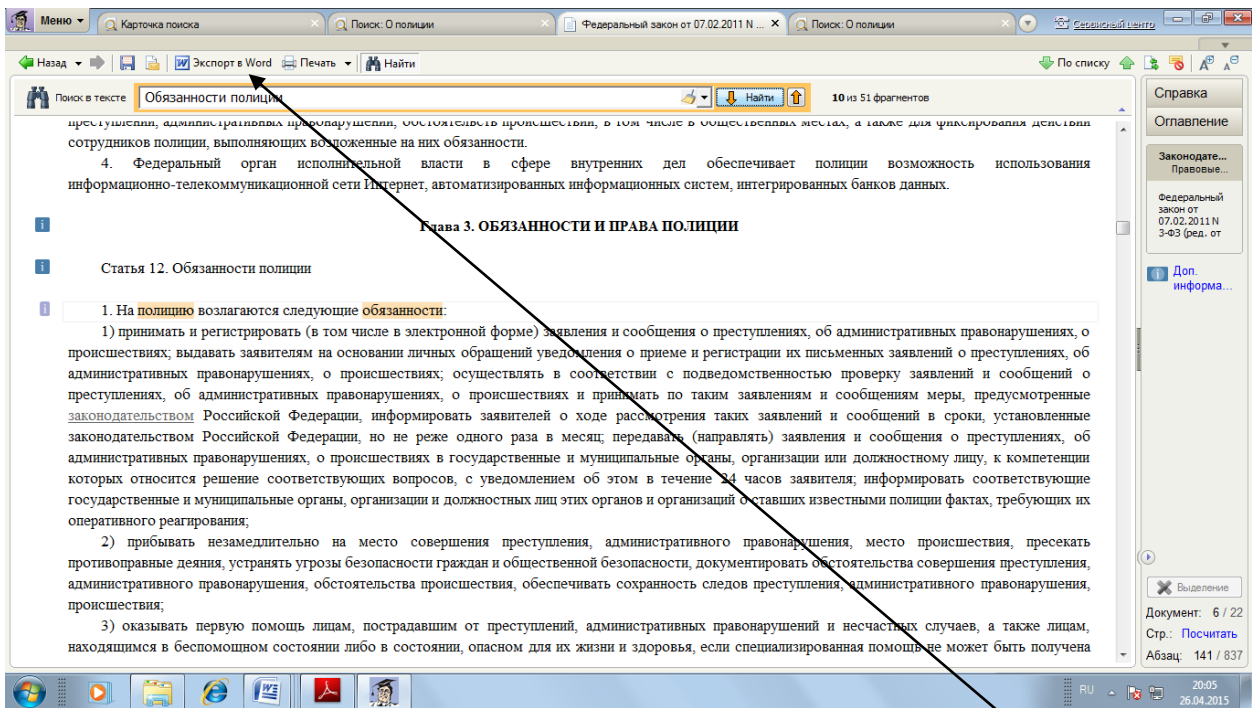 Меню
Карточка поиска
Поиск: О полиции
Федеральный закон от 07.02.2011 N ...
Поиск: О полиции
Сервисный центр
Назад
Экспорт в Word
Печать
Найти
По списку
Поиск в тексте
Обязанности полиции
Найти
10 из 51 фрагментов
преступлений, административных правонарушений, обстоятельств происшествий, в том числе в общественных местах, а также для фиксирования действий
сотрудников полиции, выполняющих возложенные на них обязанности.
4. Федеральный орган исполнительной власти в сфере внутренних дел обеспечивает полиции возможность использования
информационно-телекоммуникационной сети Интернет, автоматизированных информационных систем, интегрированных банков данных.
Глава 3. ОБЯЗАННОСТИ И ПРАВА ПОЛИЦИИ
Статья 12. Обязанности полиции
1. На полицию возлагаются следующие обязанности:
1) принимать и регистрировать (в том числе в электронной форме) заявления и сообщения о преступлениях, об административных правонарушениях, о
происшествиях; выдавать заявителям на основании личных обращений уведомления о приеме и регистрации их письменных заявлений о преступлениях, об
административных правонарушениях, о происшествиях; осуществлять в соответствии с подведомственностью проверку заявлений и сообщений о
преступлениях, об административных правонарушениях, о происшествиях и принимать по таким заявлениям и сообщениям меры, предусмотренные
законодательством Российской Федерации, информировать заявителей о ходе рассмотрения таких заявлений и сообщений в сроки, установленные
законодательством Российской Федерации, но не реже одного раза в месяц; передавать (направлять) заявления и сообщения о преступлениях, об
административных правонарушениях, о происшествиях в государственные и муниципальные органы, организации или должностному лицу, к компетенции
которых относится решение соответствующих вопросов, с уведомлением об этом в течение 24 часов заявителя; информировать соответствующие
государственные и муниципальные органы, организации и должностных лиц этих органов и организаций о ставших известными полиции фактах, требующих их
оперативного реагирования;
2) прибывать незамедлительно на место совершения преступления, административного правонарушения, место происшествия, пресекать
противоправные деяния, устранять угрозы безопасности граждан и общественной безопасности, документировать обстоятельства совершения преступления,
административного правонарушения, обстоятельства происшествия, обеспечивать сохранность следов преступления, административного правонарушения,
происшествия;
3) оказывать первую помощь лицам, пострадавшим от преступлений, административных правонарушений и несчастных случаев, а также лицам,
находящимся в беспомощном состоянии либо в состоянии, опасном для их жизни и здоровья, если специализированная помощь не может быть получена
Справка
Оглавление
Законодате...
Правовые...
Федеральный
закон от
07.02.2011 N
3-ФЗ (ред. от
Доп.
информа...
Выделение
Документ: 6 / 22
Стр.: Посчитать
Абзац: 141 / 837
RU
20:05
26.04.2015